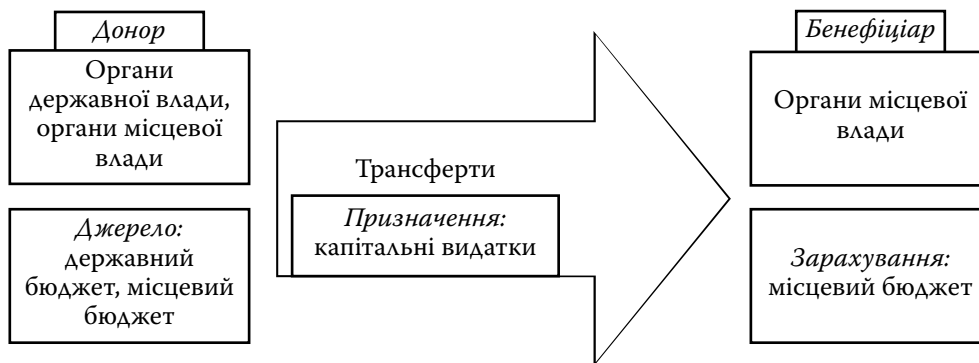 Донор
Органи
державної влади,
органи місцевої
влади
Джерело:
державний
бюджет, місцевий
бюджет
Трансферти
Призначення:
капітальні видатки
Бенефіціар
Органи місцевої
влади
Зарахування:
місцевий бюджет